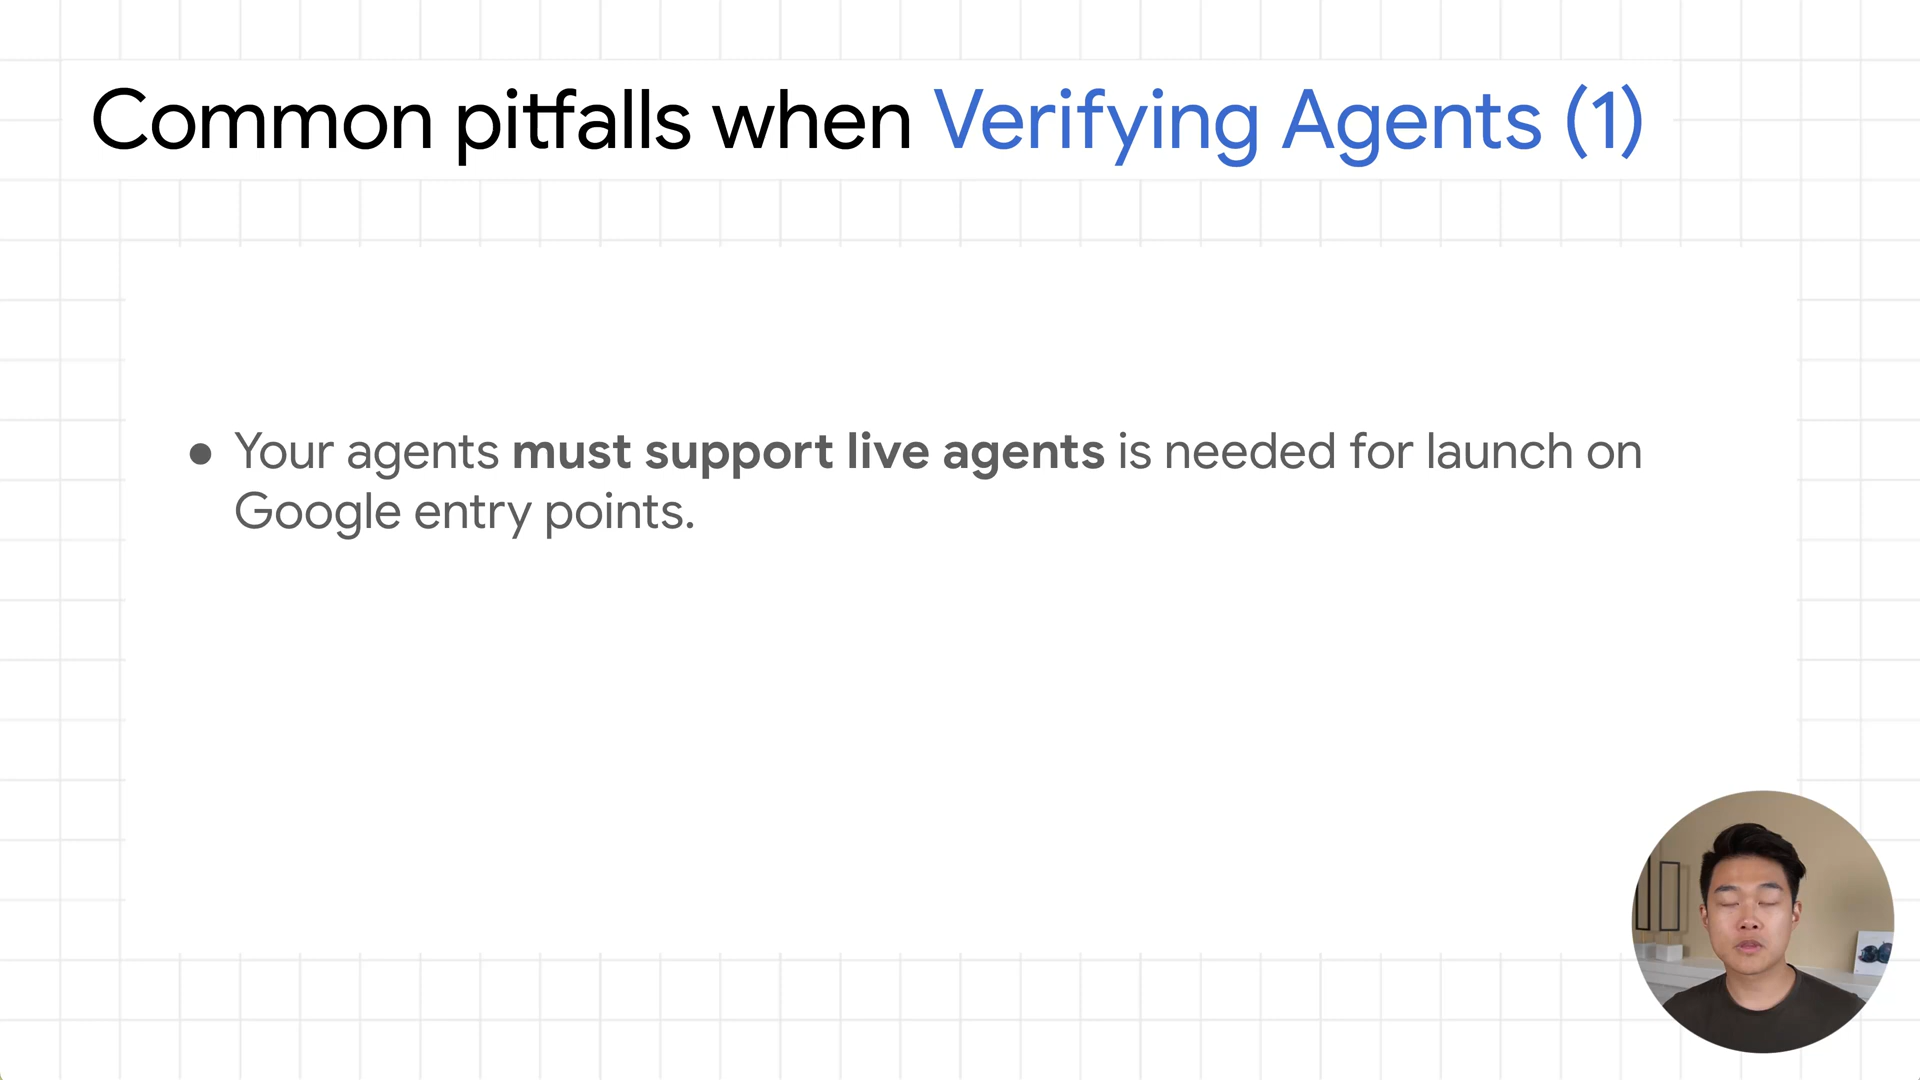 Common pitfalls when Verifying Agents (1)
● Your agents must support live agents is needed for launch on
Google entry points.